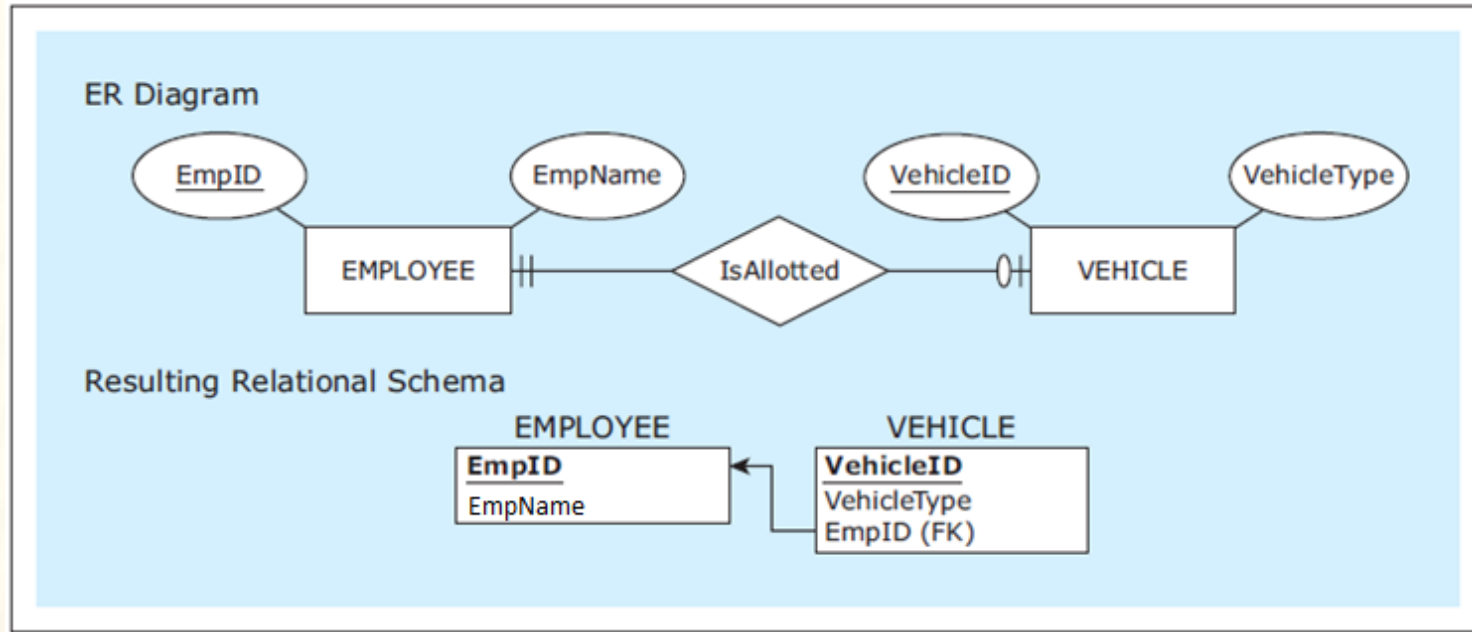 ER Diagram
EmpID
EmpName
VehicleID
VehicleType
EMPLOYEE
IsAllotted
VEHICLE
Resulting Relational Schema
EMPLOYEE
EmpID
EmpName
VEHICLE
VehicleID
VehicleType
EmpID (FK)